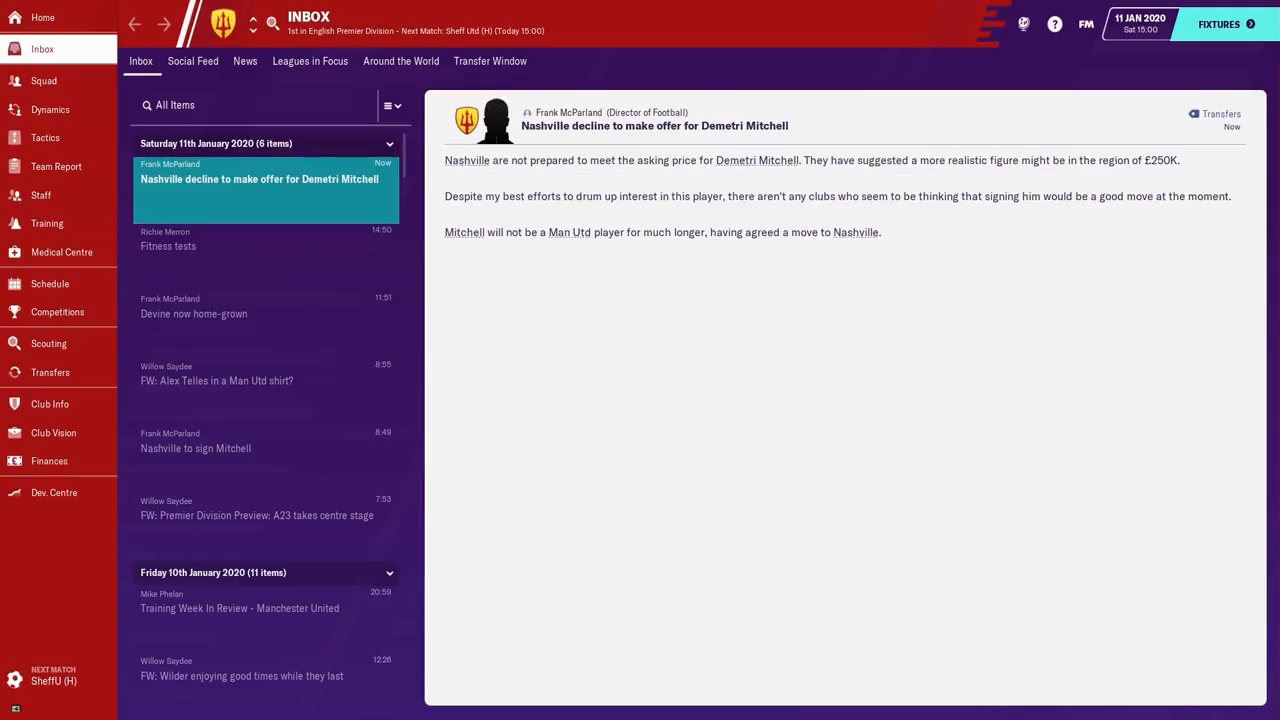 Home
Inbox
Squad
Dynamics
Tactics
Team Report
Staff
Training
Medical Centre
Schedule
Competitions
Scouting
Transfers
Club Info
Club Vision
Finances
Dev. Centre
NEXT MATCH
SheffU (H)
INBOX
1st in English Premier Division - Next Match: Sheff Utd (H) (Today 15:00)
?
FM
11 JAN 2020
Sat 15:00
FIXTURES
Inbox Social Feed News Leagues in Focus Around the World Transfer Window
All Items
Saturday 11th January 2020 (6 items)
Frank McParland Now
Nashville decline to make offer for Demetri Mitchell
Richie Merron 14:50
Fitness tests
Frank McParland 11:51
Devine now home-grown
Willow Saydee 8:55
FW: Alex Telles in a Man Utd shirt?
Frank McParland 8:49
Nashville to sign Mitchell
Willow Saydee 7:53
FW: Premier Division Preview: A23 takes centre stage
Friday 10th January 2020 (11 items)
Mike Phelan 20:59
Training Week In Review - Manchester United
Willow Saydee 12:26
FW: Wilder enjoying good times while they last
Frank McParland (Director of Football)
Nashville decline to make offer for Demetri Mitchell
Transfers
Now
Nashville are not prepared to meet the asking price for Demetri Mitchell. They have suggested a more realistic figure might be in the region of £250K.
Despite my best efforts to drum up interest in this player, there aren't any clubs who seem to be thinking that signing him would be a good move at the moment.
Mitchell will not be a Man Utd player for much longer, having agreed a move to Nashville.